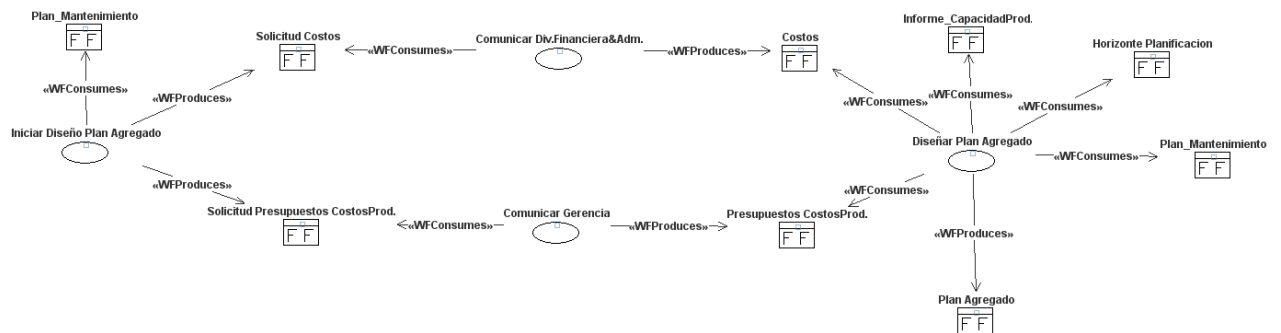 Plan_Mantenimiento
F F
Solicitud Costos
F F
«WFConsumes»
Comunicar Div.Financiera&Adm.
«WFProduces»
Costos
F F
Informe_CapacidadProd.
F F
Horizonte Planificacion
F F
«WFConsumes»
«WFProduces»
«WFConsumes»
«WFConsumes»
«WFConsumes»
Iniciar Diseño Plan Agregado
Diseñar Plan Agregado
«WFConsumes»
Plan_Mantenimiento
F F
«WFProduces»
«WFConsumes»
Solicitud Presupuestos CostosProd.
F F
«WFConsumes»
Comunicar Gerencia
«WFProduces»
Presupuestos CostosProd.
F F
«WFProduces»
Plan Agregado
F F